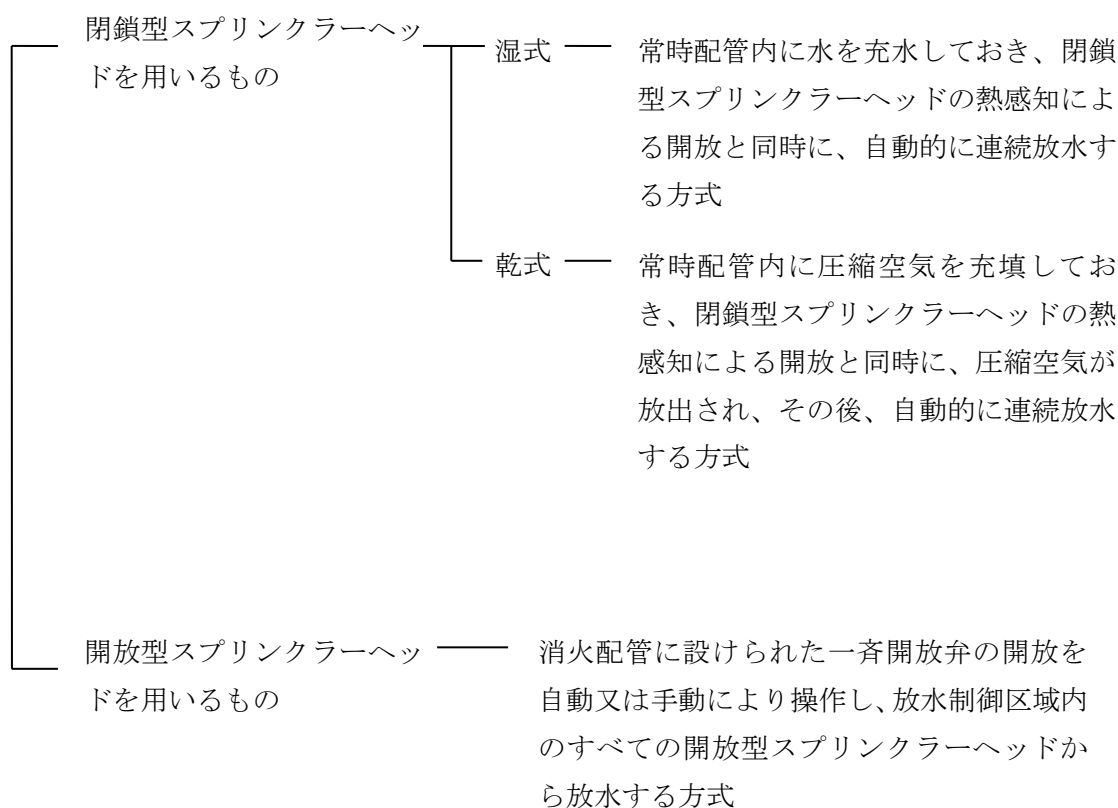 閉鎖型スプリンクラーヘッ
ドを用いるもの
湿式
常時配管内に水を充水しておき、閉鎖
型スプリンクラーヘッドの熱感知によ
る開放と同時に、自動的に連続放水す
る方式
乾式
常時配管内に圧縮空気を充填してお
き、閉鎖型スプリンクラーヘッドの熱
感知による開放と同時に、圧縮空気が
放出され、その後、自動的に連続放水
する方式
開放型スプリンクラーヘッ
ドを用いるもの
消火配管に設けられた一斉開放弁の開放を
自動又は手動により操作し、放水制御区域内
のすべての開放型スプリンクラーヘッドか
ら放水する方式